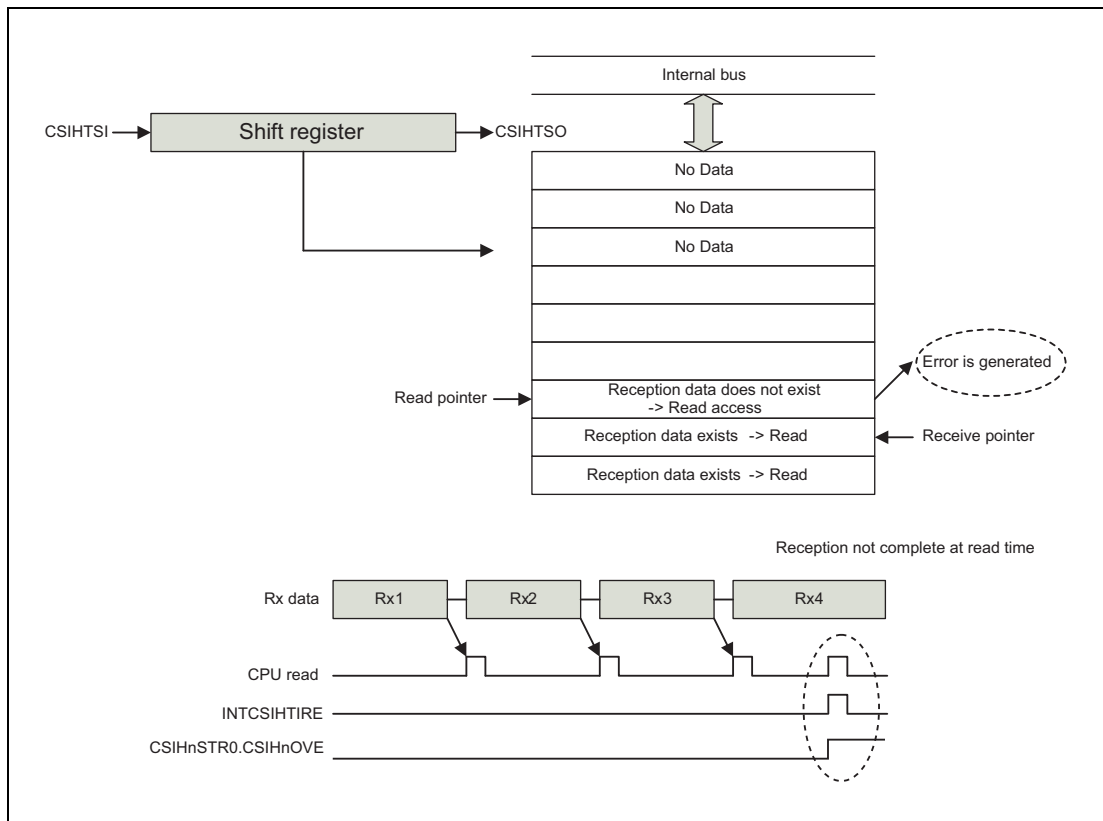 Internal bus
CSIHTSI
Shift register
CSIHTSO
No Data
No Data
No Data
Error is generated
Read pointer
Reception data does not exist
-> Read access
Reception data exists -> Read
Receive pointer
Reception data exists -> Read
Reception not complete at read time
Rx data
Rx1
Rx2
Rx3
Rx4
CPU read
INTCSIHTIRE
CSIHnSTR0.CSIHnOVE